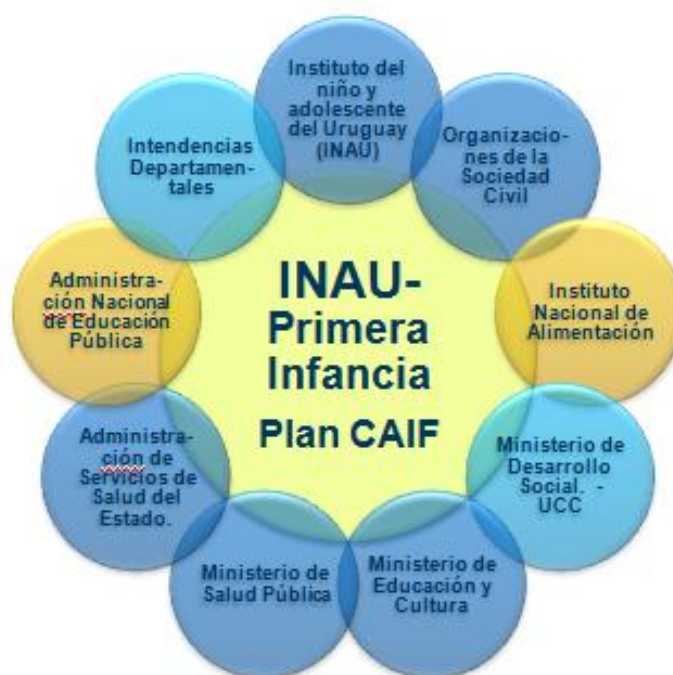 Instituto del
niño y
adolescente
del Uruguay
(INAU)
Organizacio-
nes de la
Sociedad
Civil
Instituto
Nacional de
Alimentación
Ministerio de
Desarrollo
Social. -
UCC
Ministerio de
Educación y
Cultura
Ministerio de
Salud Pública
Administra-
ción de
Servicios de
Salud del
Estado.
Administra-
ción Nacional
de Educación
Pública
Intendencias
Departamen-
tales
INAU-
Primera
Infancia
Plan CAIF